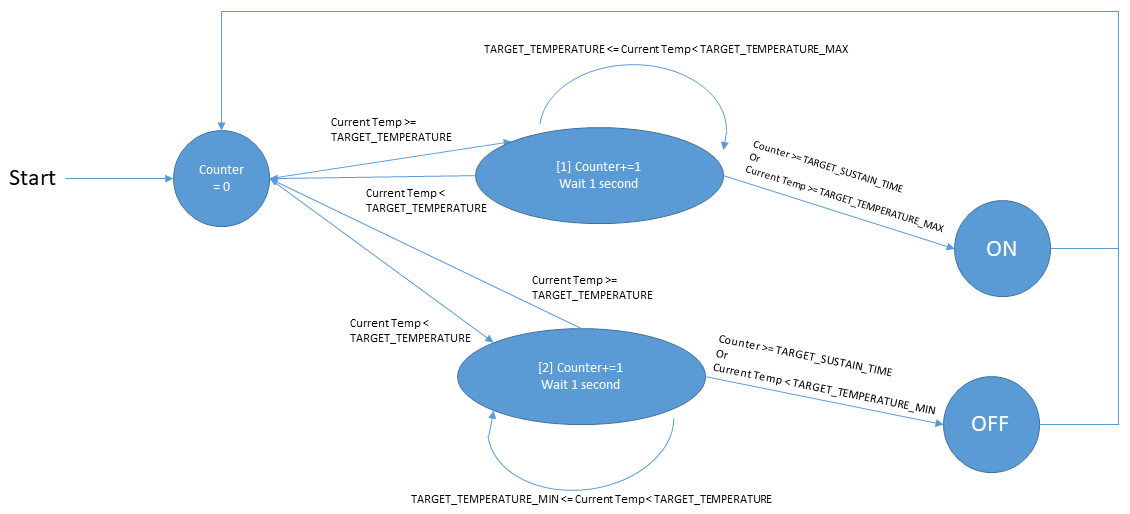 TARGET_TEMPERATURE <= Current Temp< TARGET_TEMPERATURE_MAX
Current Temp >=
TARGET_TEMPERATURE
Start
Counter
= 0
[1] Counter+=1
Wait 1 second
Counter >= TARGET_SUSTAIN_TIME
Or
Current Temp >= TARGET_TEMPERATURE_MAX
Current Temp <
TARGET_TEMPERATURE
ON
Current Temp >=
TARGET_TEMPERATURE
Current Temp <
TARGET_TEMPERATURE
[2] Counter+=1
Wait 1 second
Counter >= TARGET_SUSTAIN_TIME
Or
Current Temp < TARGET_TEMPERATURE_MIN
OFF
TARGET_TEMPERATURE_MIN <= Current Temp< TARGET_TEMPERATURE